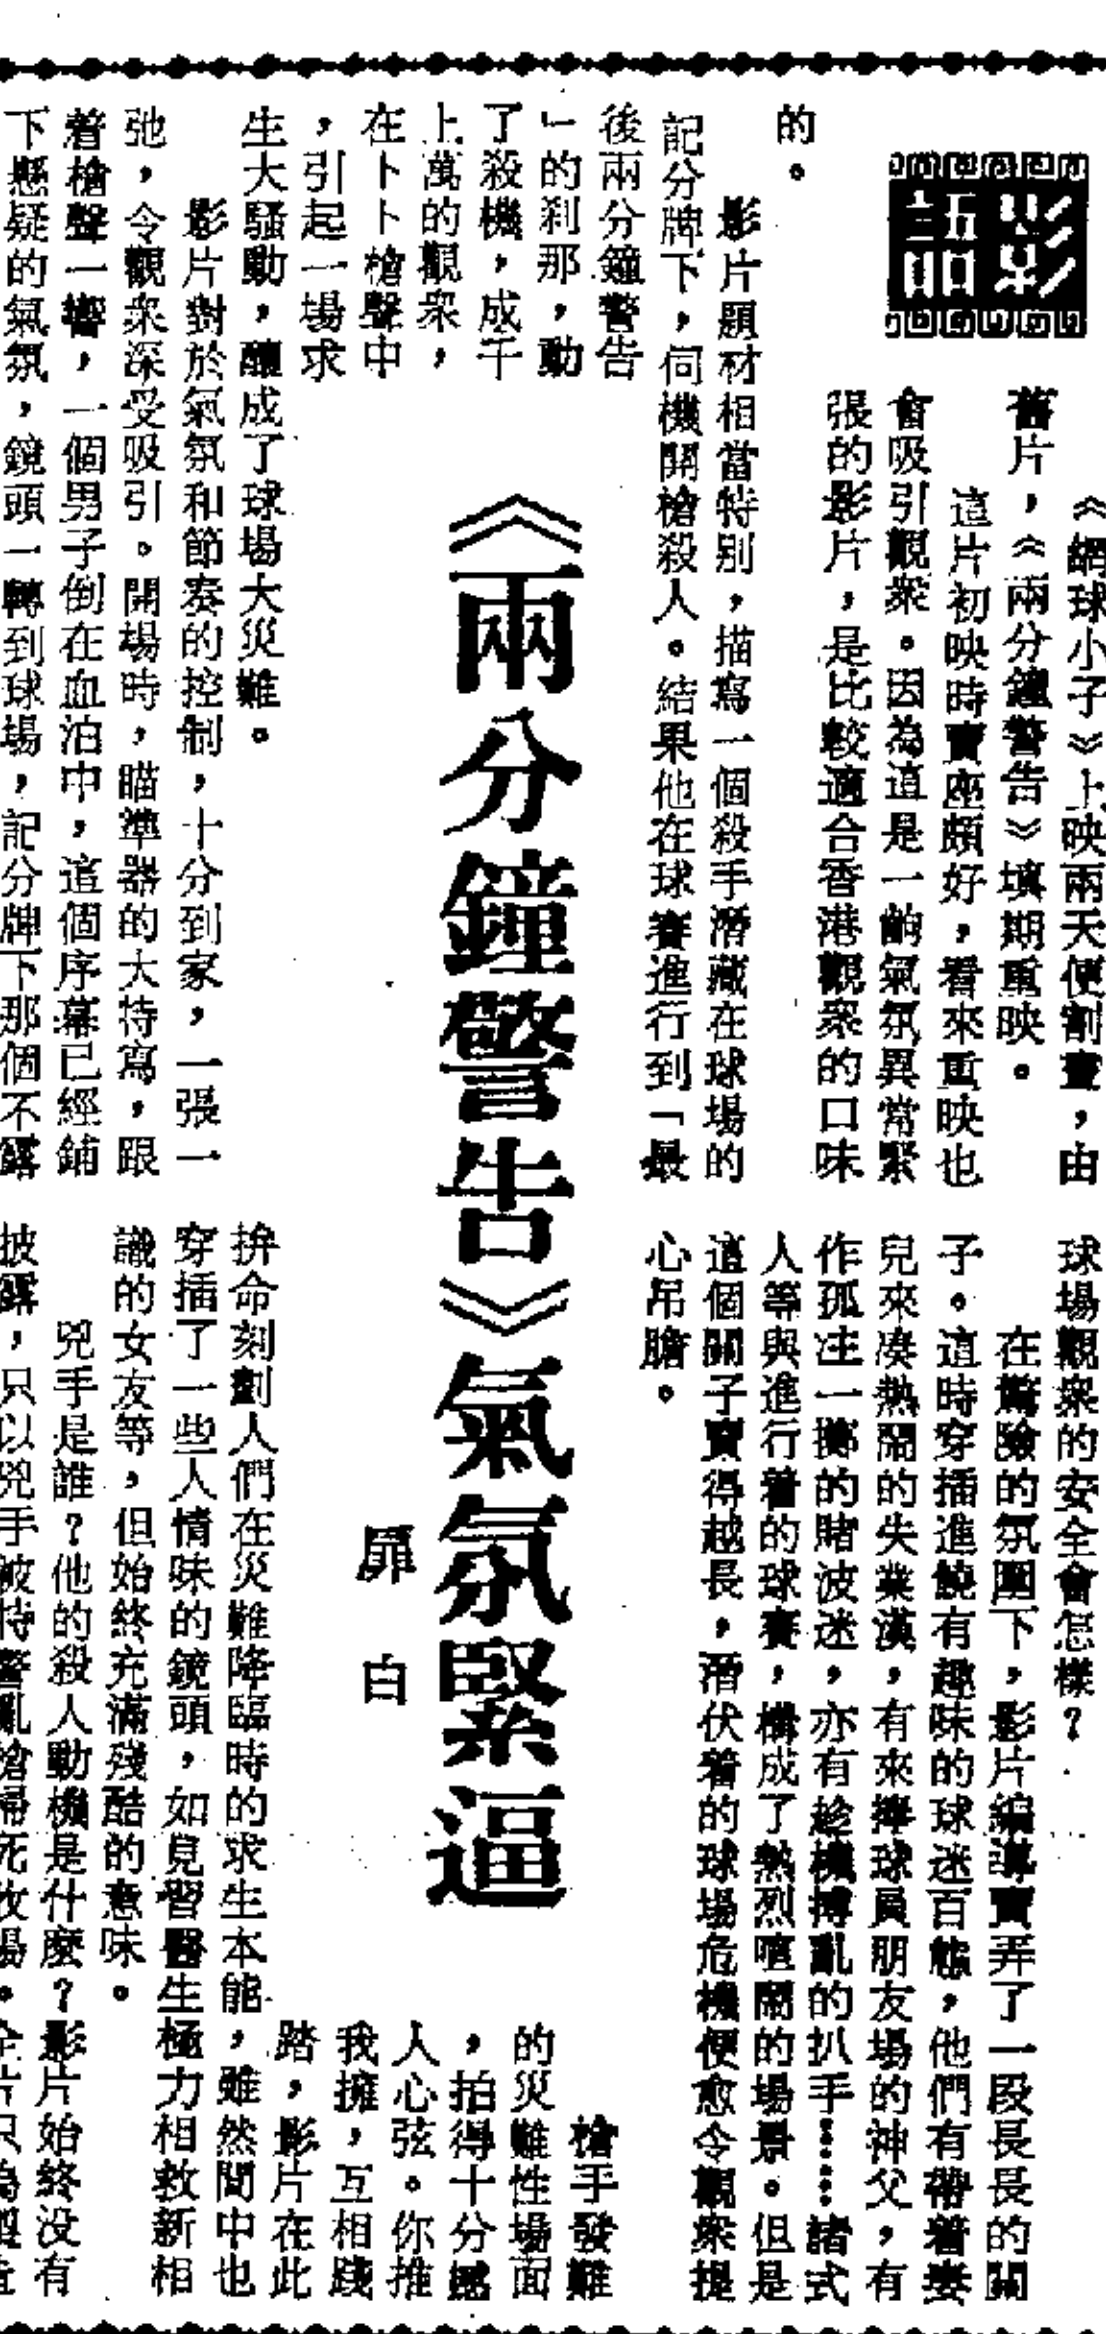 影話
《兩分鐘警告》氣氛緊逼
扉白
《網球小子》上映兩天便割畫，由
舊片，《兩分鐘警告》填期重映。
這片初映時賣座頗好，看來重映也
會吸引觀衆。因為這是一齣氣氛異常緊
張的影片，是比較適合香港觀衆的口味
的。
影片題材相當特別，描寫一個殺手潛藏在球場的
記分牌下，伺機開槍殺人。結果他在球賽進行到「最
後兩分鐘警告
」的刹那，動
了殺機，成千
上萬的觀衆，
在卜卜槍聲中
，引起一場求
生大騷動，釀成了球場大災難。
影片對於氣氛和節奏的控制，十分到家，一張一
弛，令觀衆深受吸引。開場時，瞄準器的大特寫，跟
着槍聲一響，一個男子倒在血泊中，這個序幕已經鋪
下懸疑的氣氛，鏡頭一轉到球場，記分牌下那個不露
球場觀衆的安全會怎樣？
在驚險的氛圍下，影片編導賣弄了一段長長的關
子。這時穿插進饒有趣味的球迷百態，他們有帶着妻
兒來凑熱鬧的失業漢，有來捧球員朋友場的神父，有
作孤注一擲的賭波迷，亦有趁機搏亂的扒手……諸式
人等與進行着的球賽，構成了熱烈喧鬧的場景。但是
這個關子賣得越長，潛伏着的球場危機便愈令觀衆提
心吊膽。
槍手發難
的災難性場面
，拍得十分感
人心弦。你推
我擁，互相踐
踏，影片在此
拚命刻劃人們在災難降臨時的求生本能，雖然間中也
穿插了一些人情味的鏡頭，如見習醫生極力相救新相
識的女友等，但始終充滿殘酷的意味。
兇手是誰？他的殺人動機是什麼？影片始終没有
披露，只以兇手被特警亂槍掃死收場。全片只為製造